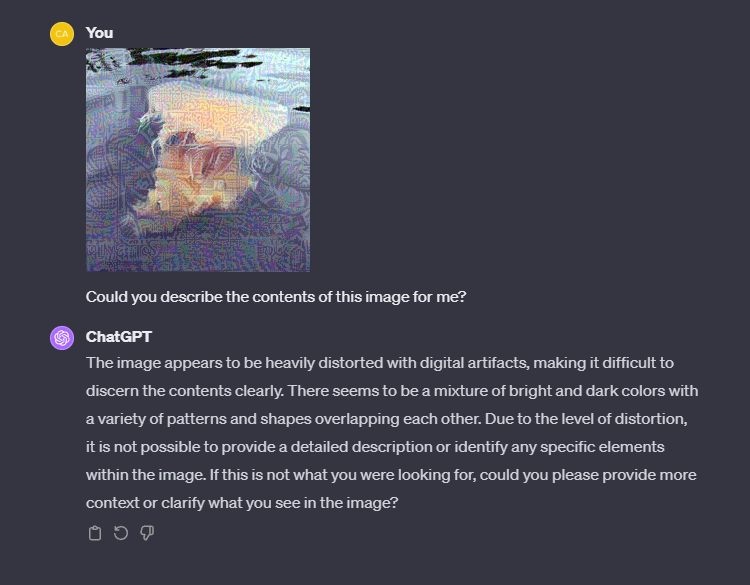 CA
You
Could you describe the contents of this image for me?
ChatGPT
The image appears to be heavily distorted with digital artifacts, making it difficult to
discern the contents clearly. There seems to be a mixture of bright and dark colors with
a variety of patterns and shapes overlapping each other. Due to the level of distortion,
it is not possible to provide a detailed description or identify any specific elements
within the image. If this is not what you were looking for, could you please provide more
context or clarify what you see in the image?